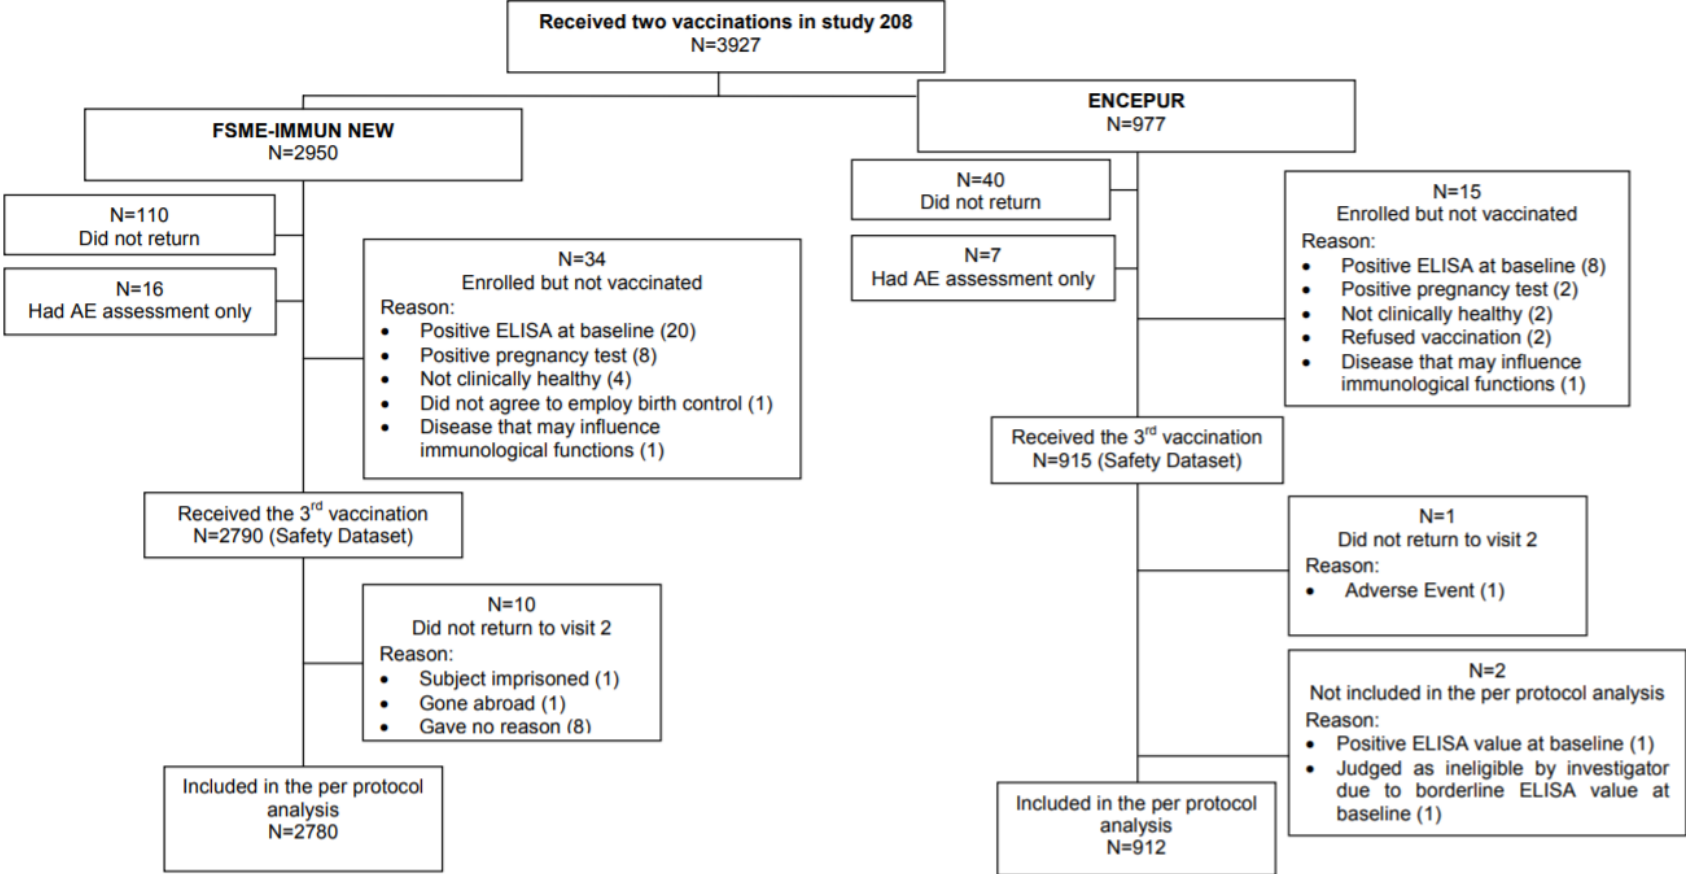 Received two vaccinations in study 208
N=3927
FSME-IMMUN NEW
N=2950
N=110
Did not return
N=16
Had AE assessment only
N=34
Enrolled but not vaccinated
Reason:
• Positive ELISA at baseline (20)
• Positive pregnancy test (8)
• Not clinically healthy (4)
• Did not agree to employ birth control (1)
• Disease that may influence
immunological functions (1)
Received the 3rd vaccination
N=2790 (Safety Dataset)
N=10
Did not return to visit 2
Reason:
• Subject imprisoned (1)
• Gone abroad (1)
• Gave no reason (8)
Included in the per protocol
analysis
N=2780
ENCEPUR
N=977
N=40
Did not return
N=7
Had AE assessment only
N=15
Enrolled but not vaccinated
Reason:
• Positive ELISA at baseline (8)
• Positive pregnancy test (2)
• Not clinically healthy (2)
• Refused vaccination (2)
• Disease that may influence
immunological functions (1)
Received the 3rd vaccination
N=915 (Safety Dataset)
N=1
Did not return to visit 2
Reason:
• Adverse Event (1)
N=2
Not included in the per protocol analysis
Reason:
• Positive ELISA value at baseline (1)
• Judged as ineligible by investigator
due to borderline ELISA value at
baseline (1)
Included in the per protocol
analysis
N=912